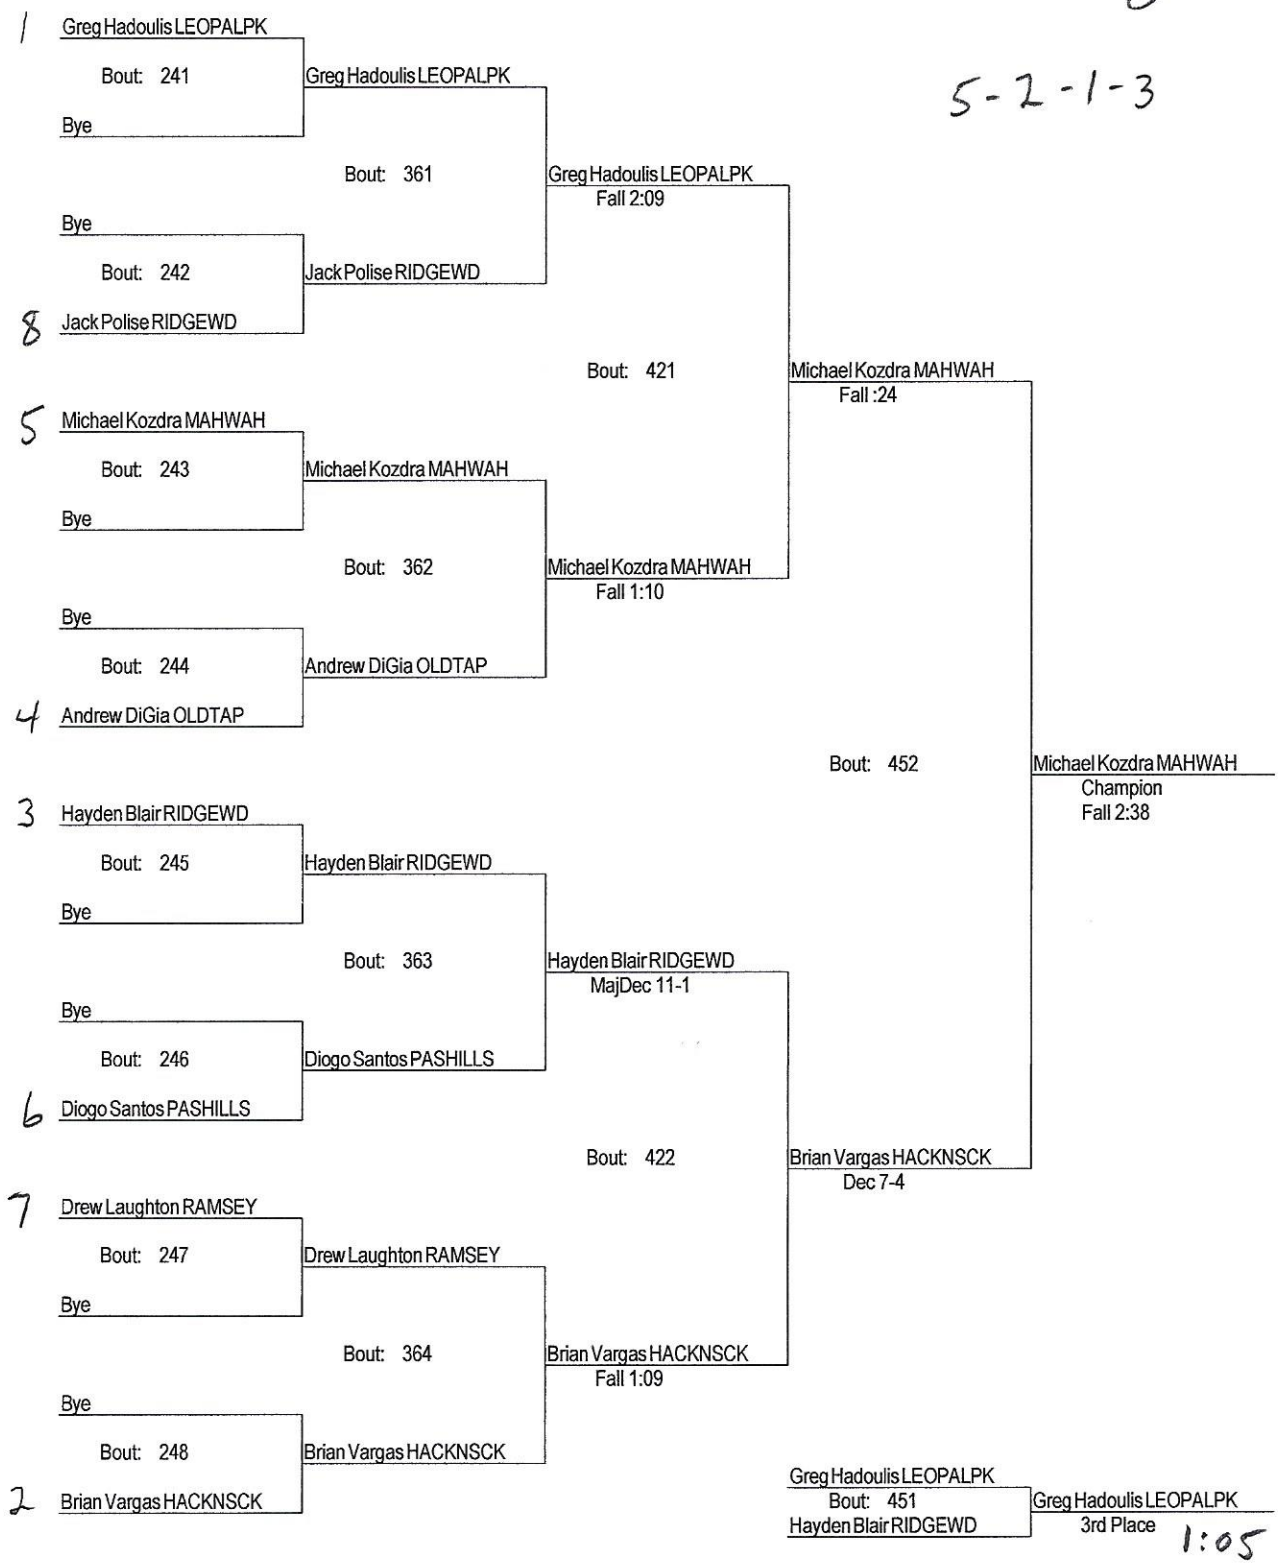 5-2-1-3
1 Greg Hadoulis LEOPALPK
Bout: 241
Greg Hadoulis LEOPALPK
Bye
Bout: 361
Greg Hadoulis LEOPALPK
Fall 2:09
Bye
Bout: 242
Jack Polise RIDGEWD
8 Jack Polise RIDGEWD
Bout: 421
Michael Kozdra MAHWAH
Fall :24
5 Michael Kozdra MAHWAH
Bout: 243
Michael Kozdra MAHWAH
Bye
Bout: 362
Michael Kozdra MAHWAH
Fall 1:10
Bye
Bout: 244
Andrew DiGia OLDTAP
4 Andrew DiGia OLDTAP
Bout: 452
Michael Kozdra MAHWAH
Champion
Fall 2:38
3 Hayden Blair RIDGEWD
Bout: 245
Hayden Blair RIDGEWD
Bye
Bout: 363
Hayden Blair RIDGEWD
MajDec 11-1
Bye
Bout: 246
Diogo Santos PASHILLS
6 Diogo Santos PASHILLS
Bout: 422
Brian Vargas HACKNSCK
Dec 7-4
7 Drew Laughton RAMSEY
Bout: 247
Drew Laughton RAMSEY
Bye
Bout: 364
Brian Vargas HACKNSCK
Fall 1:09
Bye
Bout: 248
Brian Vargas HACKNSCK
2 Brian Vargas HACKNSCK
Greg Hadoulis LEOPALPK
Bout: 451
Greg Hadoulis LEOPALPK
Hayden Blair RIDGEWD
3rd Place 1:05